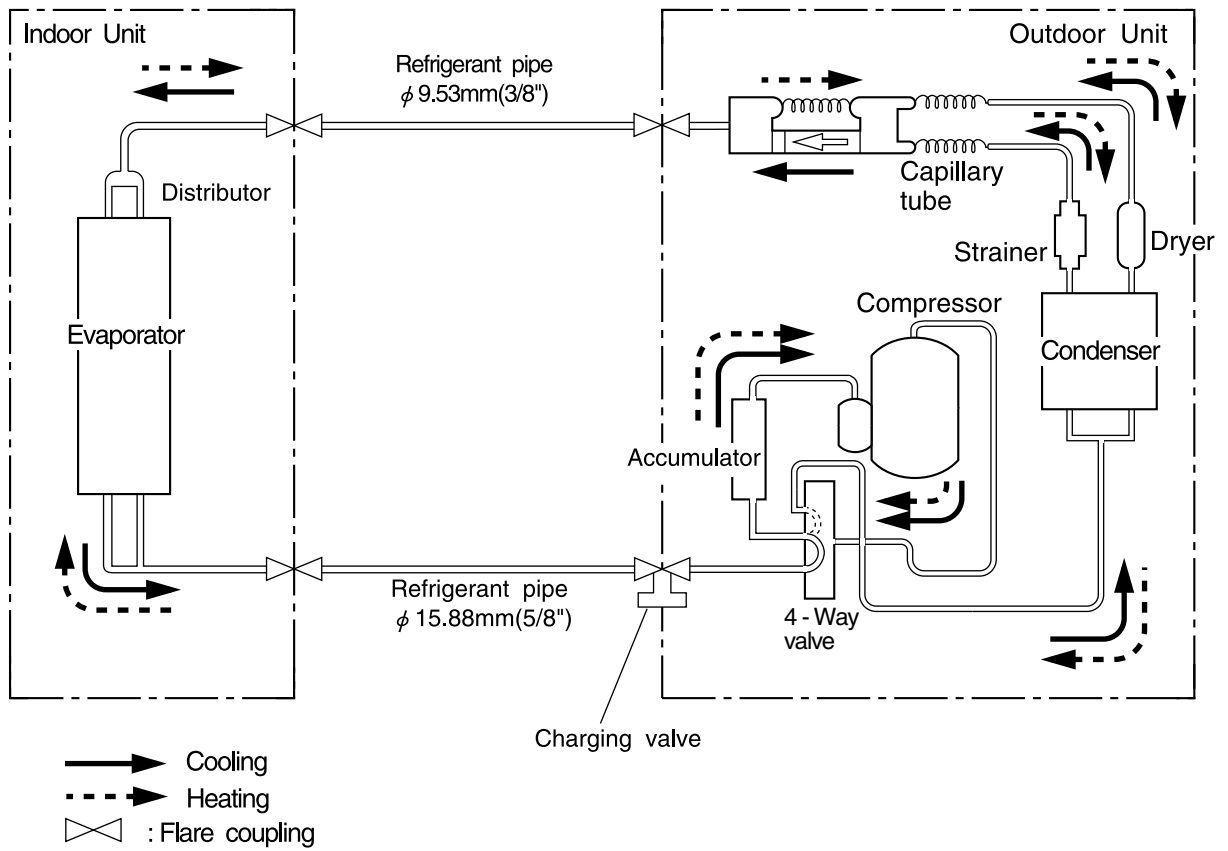 Indoor Unit
Outdoor Unit
Refrigerant pipe
ϕ 9.53mm(3/8")
Distributor
Capillary
tube
Strainer
Dryer
Compressor
Evaporator
Condenser
Accumulator
Refrigerant pipe
ϕ 15.88mm(5/8")
4 - Way
valve
Charging valve
Cooling
Heating
: Flare coupling